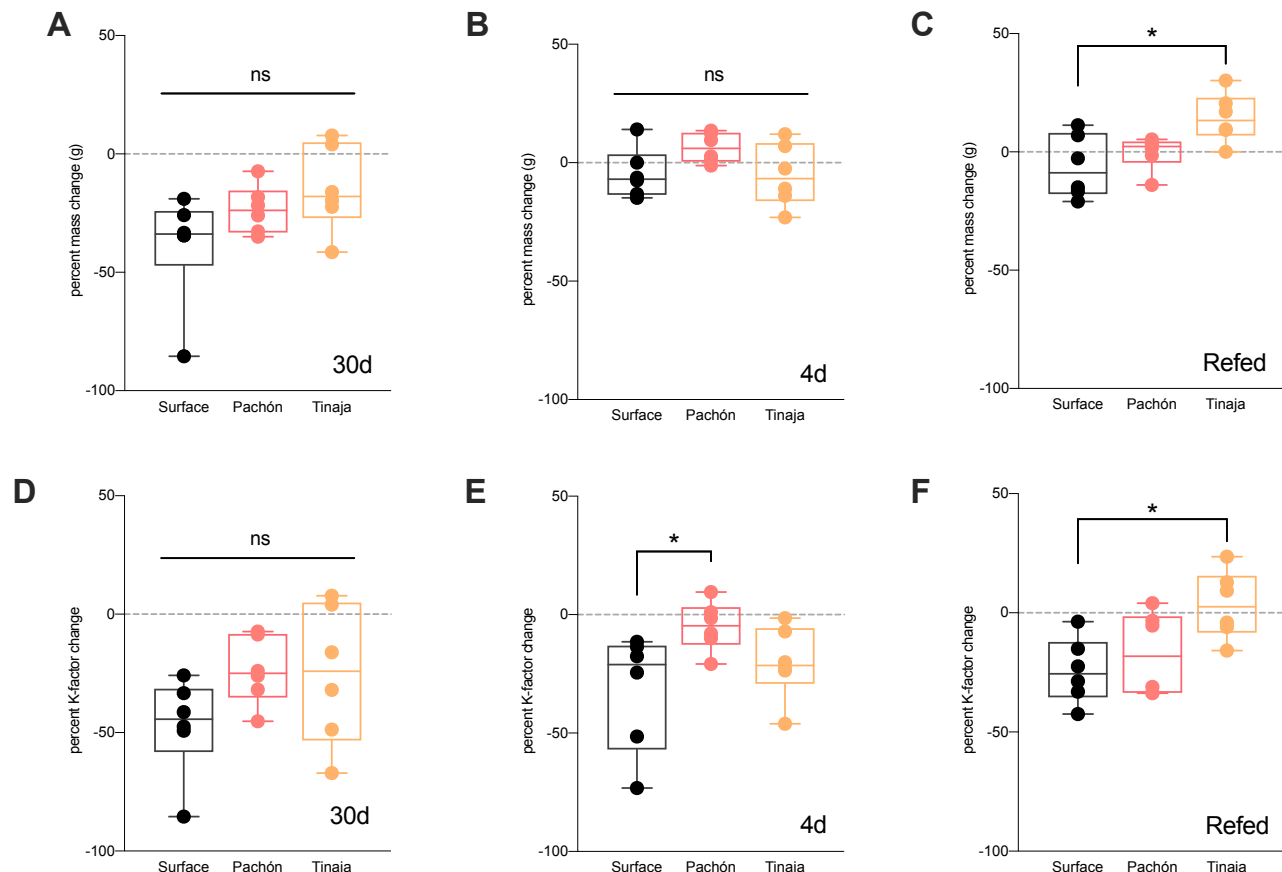 A
50
0
-50
-100
percent mass change (g)
ns
30d
Surface
Pachón
Tinaja
B
50
0
-50
-100
percent mass change (g)
ns
4d
Surface
Pachón
Tinaja
C
50
0
-50
-100
percent mass change (g)
*
Refed
Surface
Pachón
Tinaja
D
50
0
-50
-100
percent K-factor change
ns
30d
Surface
Pachón
Tinaja
E
50
0
-50
-100
percent K-factor change
*
4d
Surface
Pachón
Tinaja
F
50
0
-50
-100
percent K-factor change
*
Refed
Surface
Pachón
Tinaja